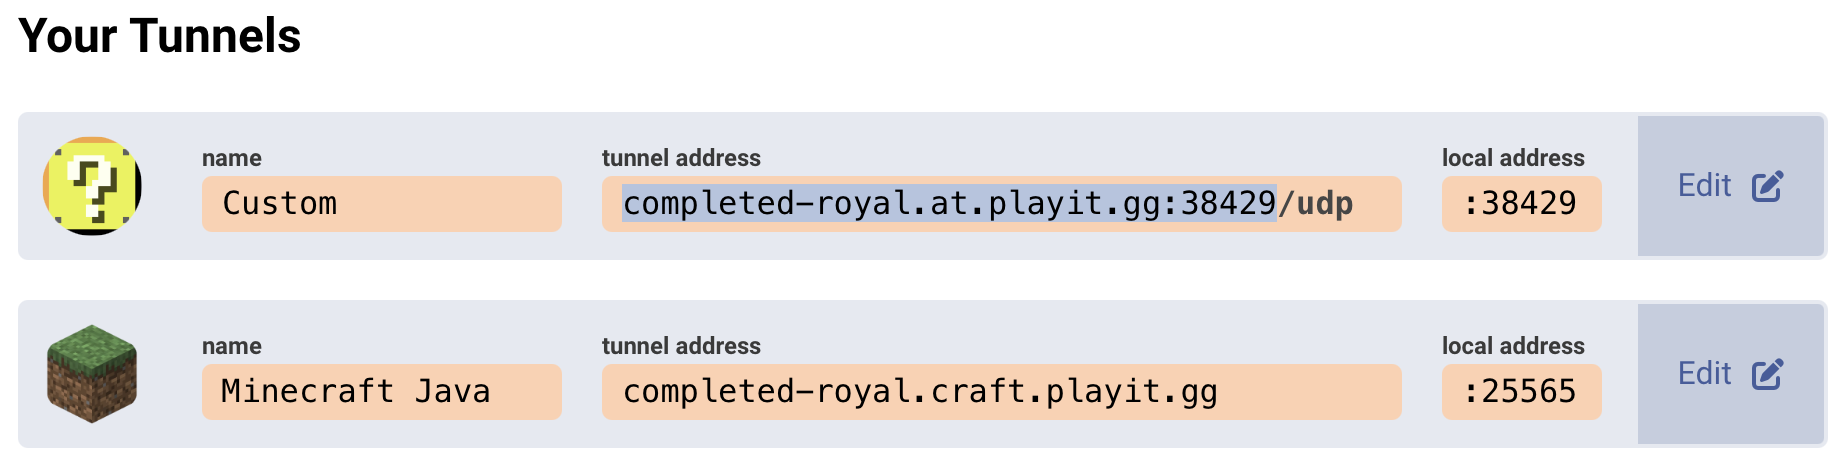 Your Tunnels
name tunnel address local address
Custom completed-royal.at.playit.gg:38429/udp :38429 Edit
name tunnel address local address
Minecraft Java completed-royal.craft.playit.gg :25565 Edit